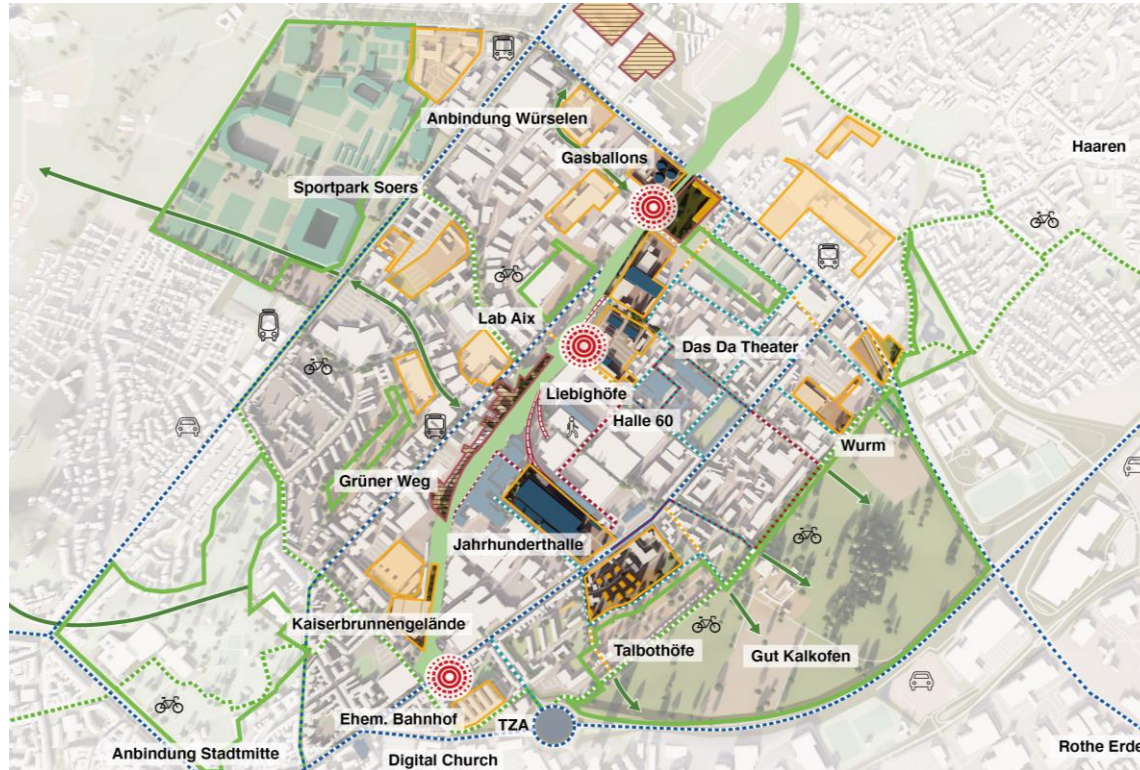 Anbindung Würselen
Gasballons
Haaren
Sportpark Soers
Lab Aix
Das Da Theater
Liebighöfe
Halle 60
Wurm
Grüner Weg
Jahrhunderthalle
Kaiserbrunnengelände
Talbothöfe
Gut Kalkofen
Ehem. Bahnhof
TZA
Anbindung Stadtmitte
Digital Church
Rothe Erde